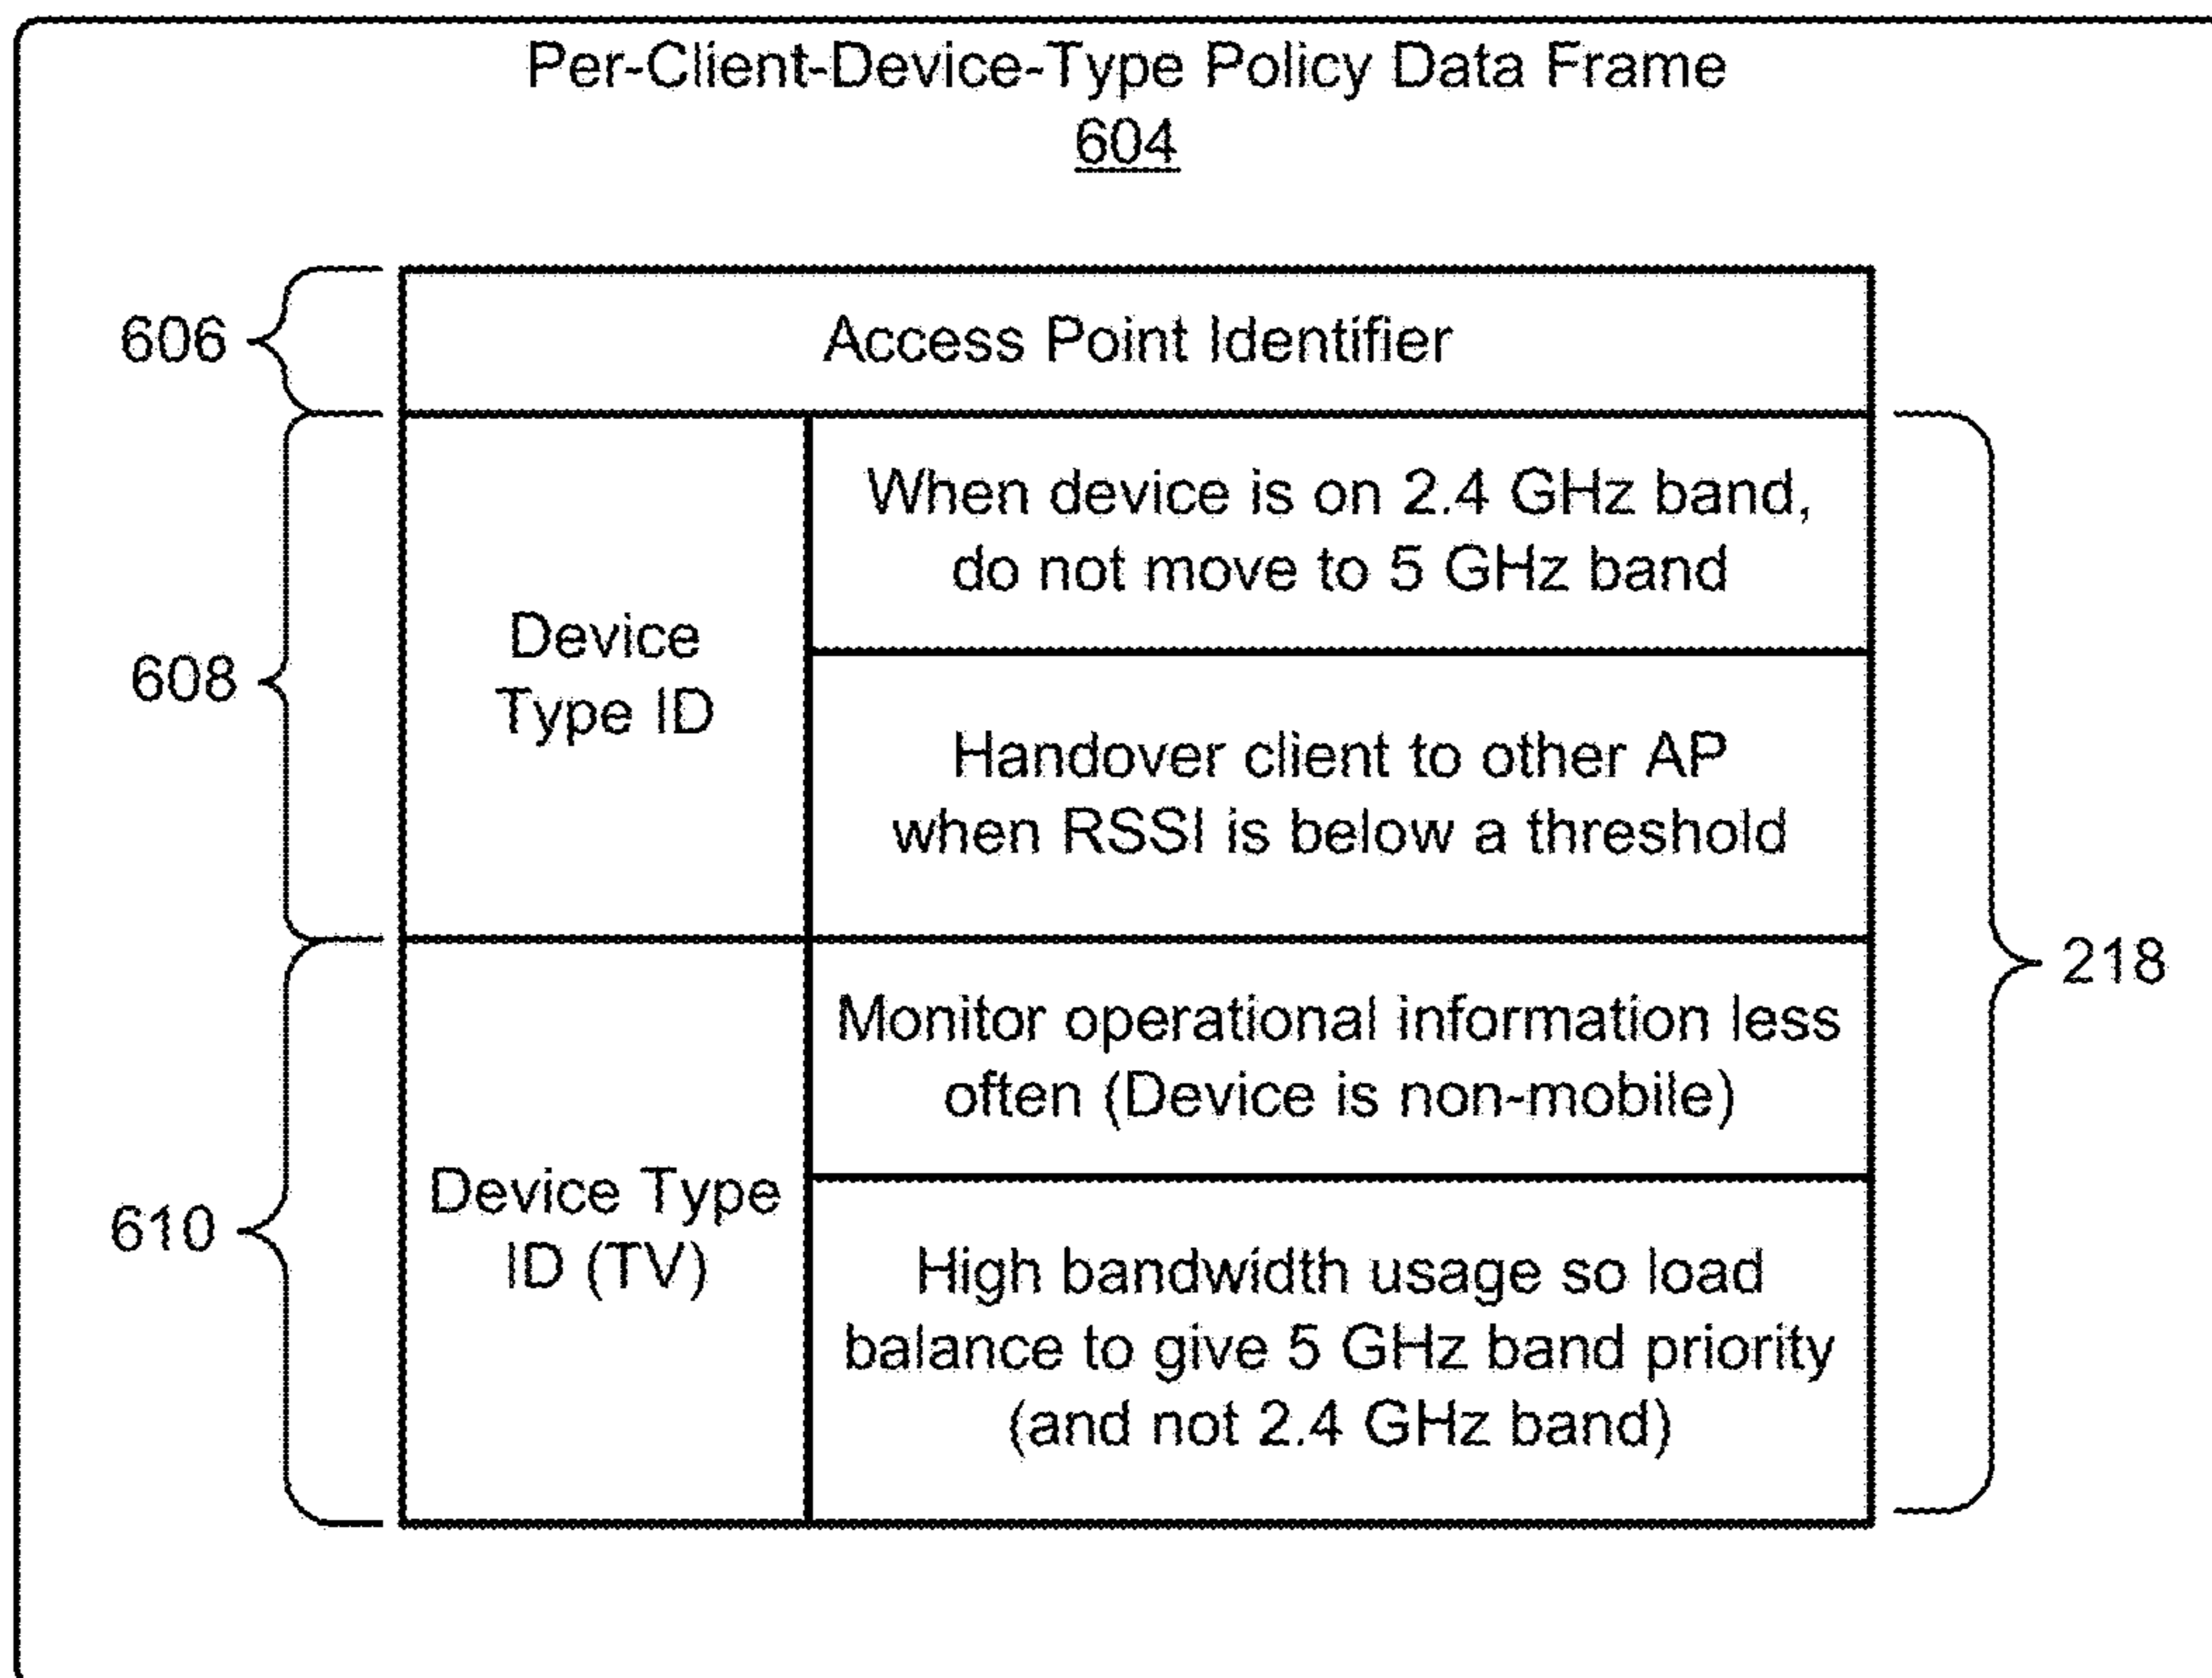 Per-Client-Device-Type Policy Data Frame
604
606
Access Point Identifier
608
Device
Type ID
When device is on 2.4 GHz band,
do not move to 5 GHz band
Handover client to other AP
when RSSI is below a threshold
218
610
Device Type
ID (TV)
Monitor operational information less
often (Device is non-mobile)
High bandwidth usage so load
balance to give 5 GHz band priority
(and not 2.4 GHz band)